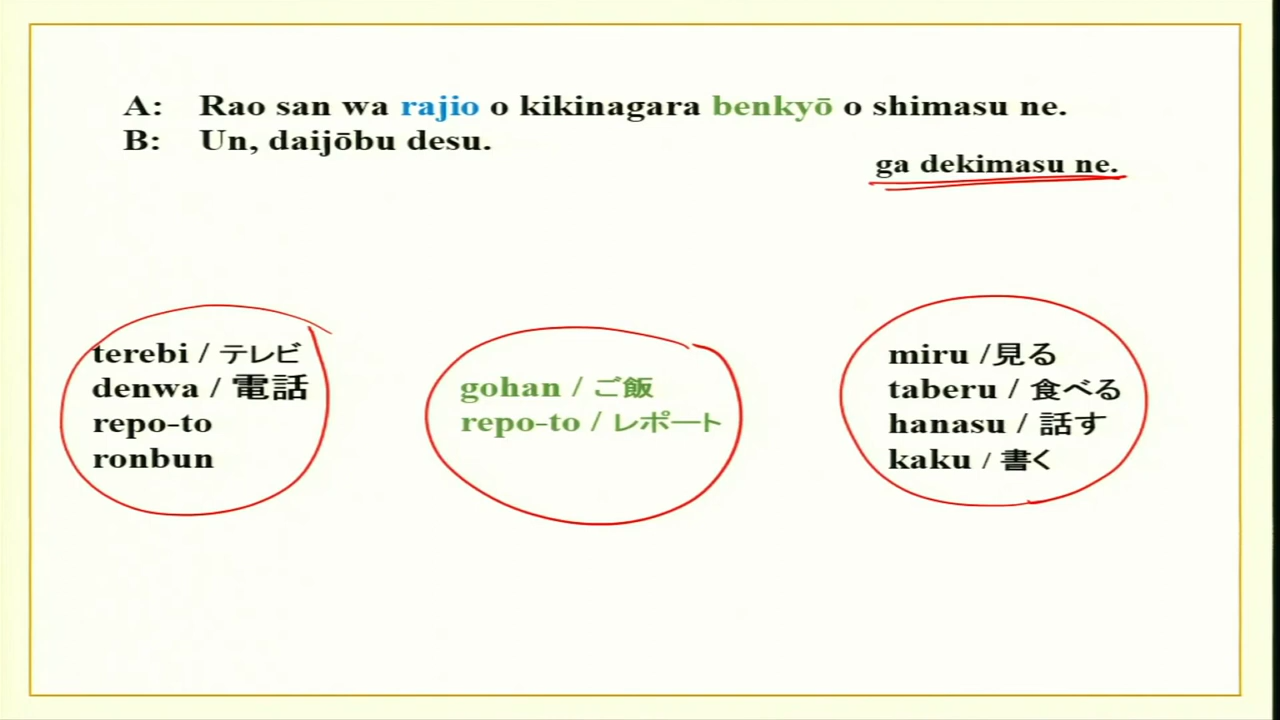 A: Rao san wa rajio o kikinagara benkyō o shimasu ne.
B: Un, daijōbu desu.
ga dekimasu ne.
terebi / テレビ
denwa / 電話
repo-to
ronbun
gohan / ご飯
repo-to / レポート
miru /見る
taberu / 食べる
hanasu / 話す
kaku / 書く